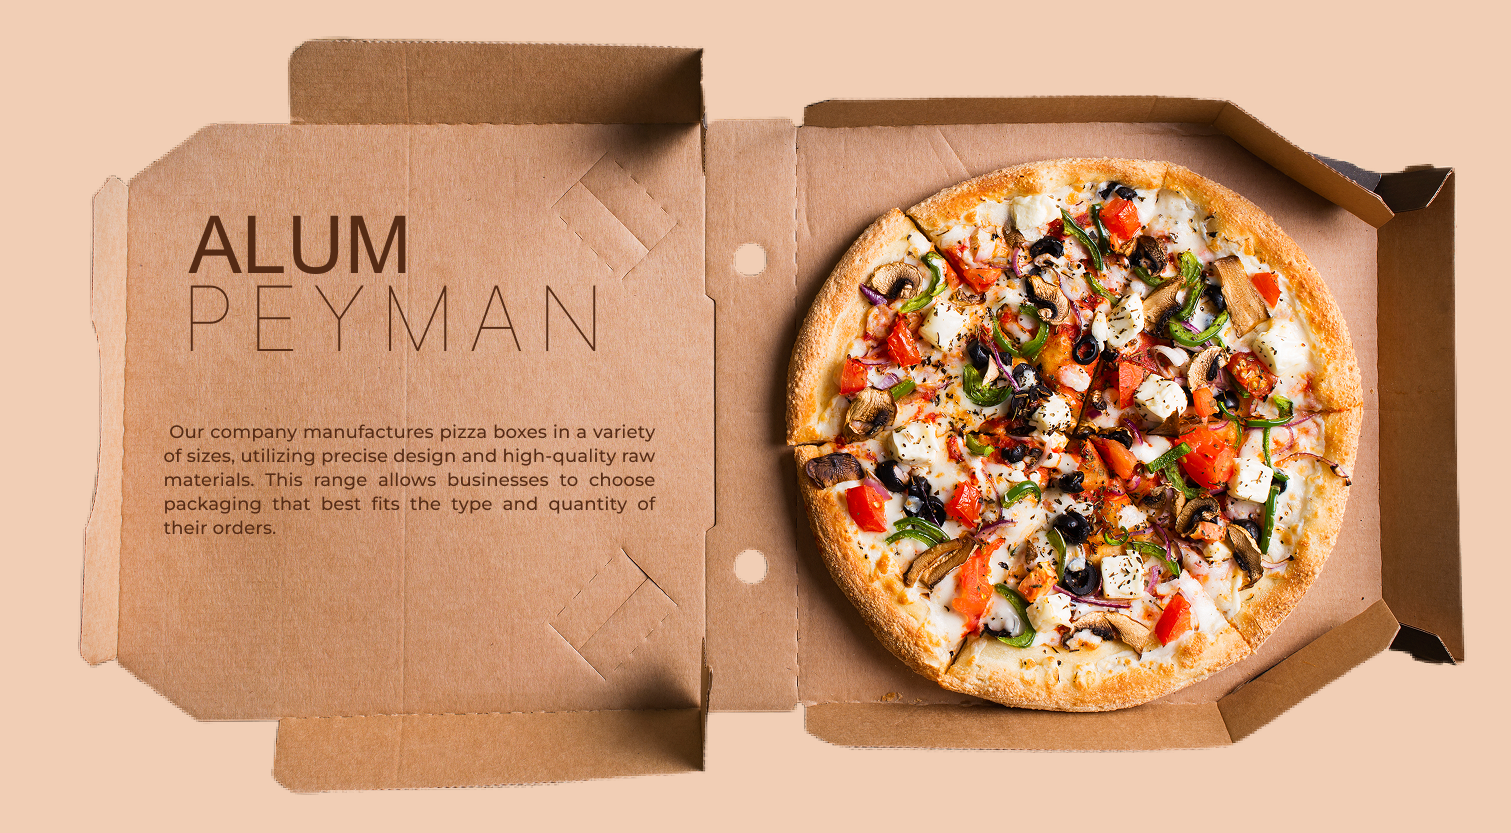 ALUM
PEYMAN
Our company manufactures pizza boxes in a variety
of sizes, utilizing precise design and high-quality raw
materials. This range allows businesses to choose
packaging that best fits the type and quantity of
their orders.